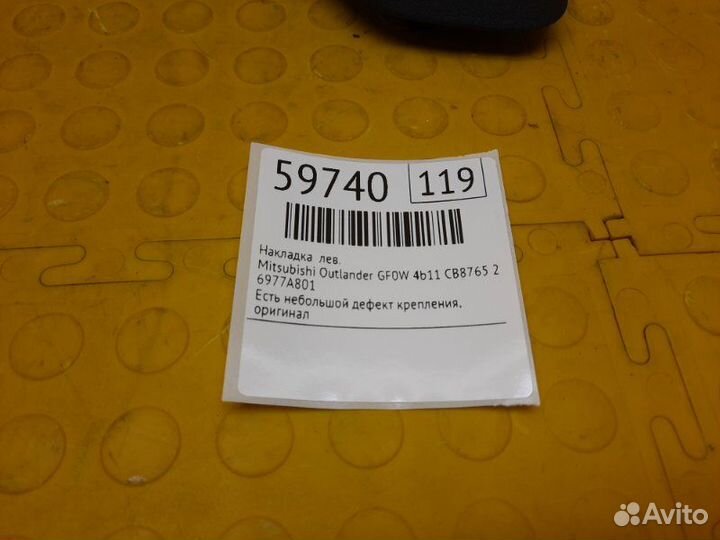 59740 119
Накладка лев.
Mitsubishi Outlander GF0W 4b11 CB8765 2
6977A801
Есть небольшой дефект крепления,
оригинал
Avito